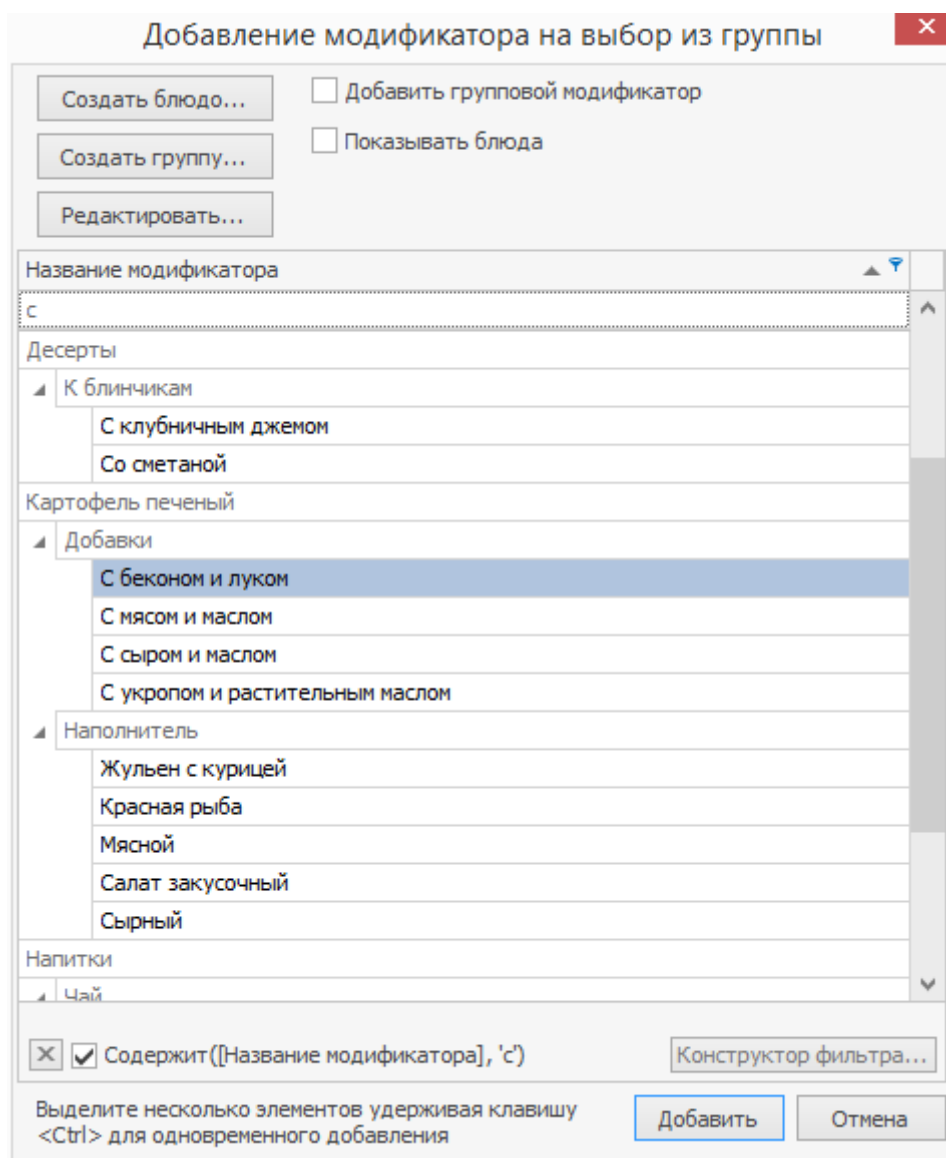 Добавление модификатора на выбор из группы
Создать блюдо...
Добавить групповой модификатор
Создать группу...
Показывать блюда
Редактировать...
Название модификатора
с
Десерты
К блинчикам
С клубничным джемом
Со сметаной
Картофель печеный
Добавки
С беконом и луком
С мясом и маслом
С сыром и маслом
С укропом и растительным маслом
Наполнитель
Жульен с курицей
Красная рыба
Мясной
Салат закусочный
Сырный
Напитки
Чай
Содержит([Название модификатора], 'с')
Конструктор фильтра...
Выделите несколько элементов удерживая клавишу
<Ctrl> для одновременного добавления
Добавить
Отмена